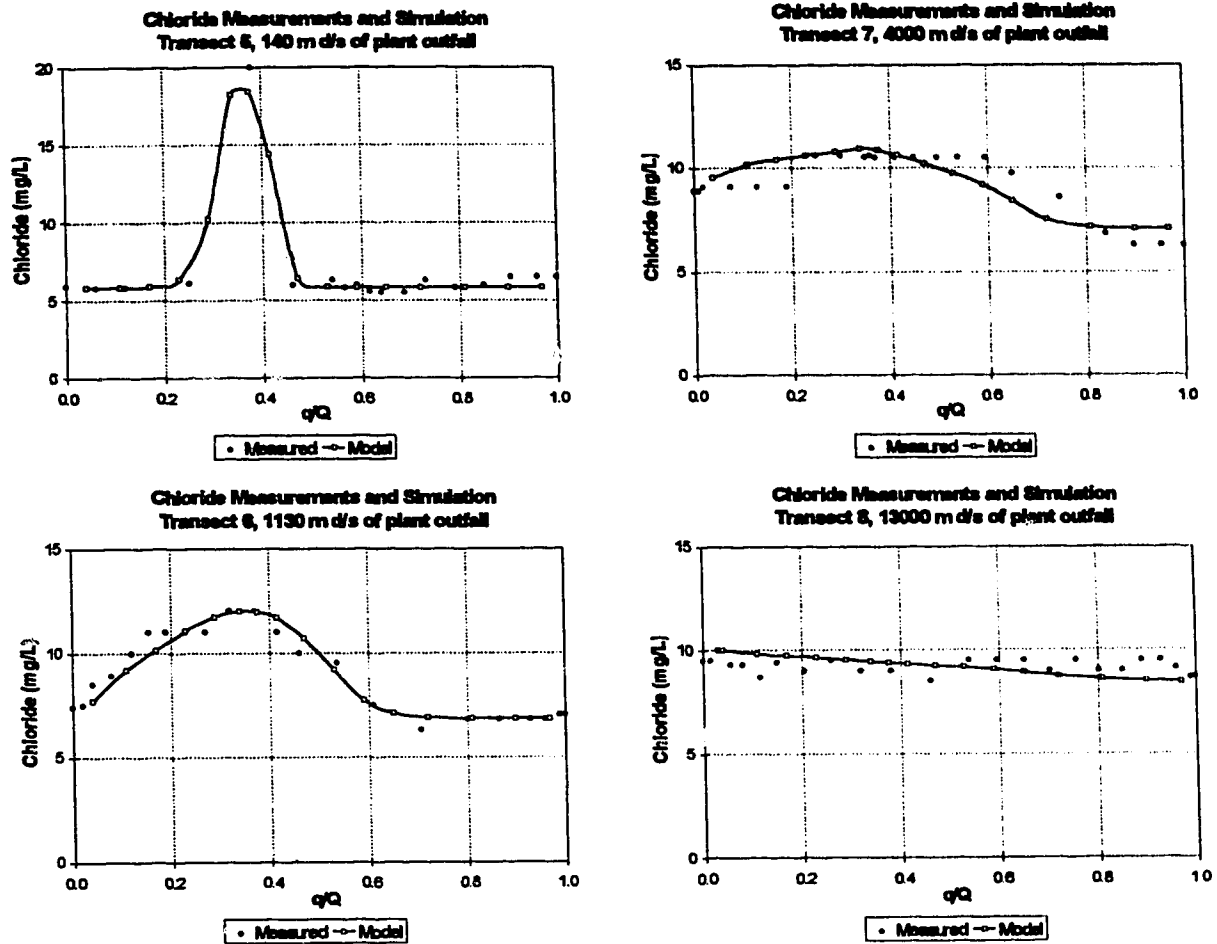 Chloride Measurements and Simulation
Transect 5, 140 m d/s of plant outfall
20
15
10
5
0
Chloride (mg/L)
0.0 0.2 0.4 0.6 0.8 1.0
q/Q
Measured Model
Chloride Measurements and Simulation
Transect 7, 4000 m d/s of plant outfall
15
10
5
0
Chloride (mg/L)
0.0 0.2 0.4 0.6 0.8 1.0
q/Q
Measured Model
Chloride Measurements and Simulation
Transect 6, 1130 m d/s of plant outfall
15
10
5
0
Chloride (mg/L)
0.0 0.2 0.4 0.6 0.8 1.0
q/Q
Measured Model
Chloride Measurements and Simulation
Transect 8, 13000 m d/s of plant outfall
15
10
5
0
Chloride (mg/L)
0.0 0.2 0.4 0.6 0.8 1.0
q/Q
Measured Model